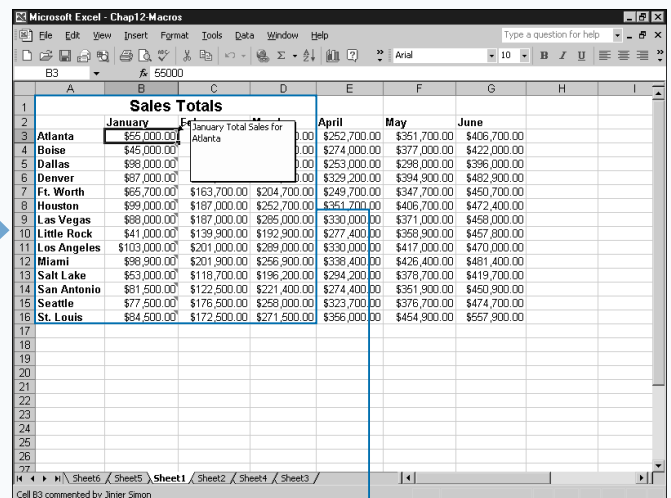 Microsoft Excel - Chap12-Macros
File Edit View Insert Format Tools Data Window Help Type a question for help
Arial 10 B I U
B3 fx 55000
A B C D E F G H I
1 Sales Totals
2 January April May June
3 Atlanta $55,000.00 $252,700.00 $351,700.00 $406,700.00
January Total Sales for
Atlanta
4 Boise $45,000.00 $274,000.00 $377,000.00 $422,000.00
5 Dallas $98,000.00 $253,000.00 $298,000.00 $396,000.00
6 Denver $87,000.00 $329,200.00 $394,900.00 $482,900.00
7 Ft. Worth $65,700.00 $163,700.00 $204,700.00 $249,700.00 $347,700.00 $450,700.00
8 Houston $99,000.00 $187,000.00 $252,700.00 $351,700.00 $406,700.00 $472,400.00
9 Las Vegas $88,000.00 $187,000.00 $285,000.00 $330,000.00 $371,000.00 $458,000.00
10 Little Rock $41,000.00 $139,900.00 $192,900.00 $277,400.00 $358,900.00 $457,800.00
11 Los Angeles $103,000.00 $201,000.00 $289,000.00 $330,000.00 $417,000.00 $470,000.00
12 Miami $98,900.00 $201,900.00 $256,900.00 $338,400.00 $426,400.00 $481,400.00
13 Salt Lake $53,000.00 $118,700.00 $196,200.00 $294,200.00 $378,700.00 $419,700.00
14 San Antonio $81,500.00 $122,500.00 $221,400.00 $274,400.00 $351,900.00 $450,900.00
15 Seattle $77,500.00 $176,500.00 $258,000.00 $323,700.00 $376,700.00 $474,700.00
16 St. Louis $84,500.00 $172,500.00 $271,500.00 $356,000.00 $454,900.00 $557,900.00
17
18
19
20
21
22
23
24
25
26
27
Sheet6 Sheet5 Sheet1 Sheet2 Sheet4 Sheet3
Cell B3 commented by Jinjer Simon